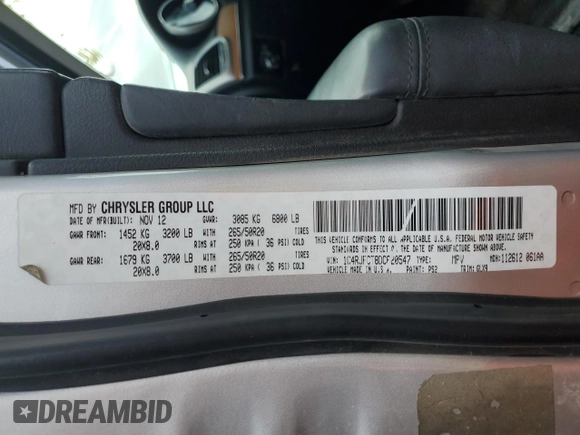 MFD BY CHRYSLER GROUP LLC
DATE OF MFR(BUILT): NOV 12 GVWR: 3085 KG 6800 LB
GAWR FRONT: 1452 KG 3200 LB WITH 265/50R20 TIRES
20X8.0 RIMS AT 250 KPA ( 36 PSI) COLD
GAWR REAR: 1679 KG 3700 LB WITH 265/50R20 TIRES
20X8.0 RIMS AT 250 KPA ( 36 PSI) COLD
THIS VEHICLE CONFORMS TO ALL APPLICABLE U.S.A. FEDERAL MOTOR VEHICLE SAFETY
STANDARDS IN EFFECT ON THE DATE OF MANUFACTURE SHOWN ABOVE.
VIN: 1C4RJFCT8DC620547 TYPE: MPV MDH: 112612 061AA
VEHICLE MADE IN U.S.A. PAINT: PS2 TRIM:
DREAMBID